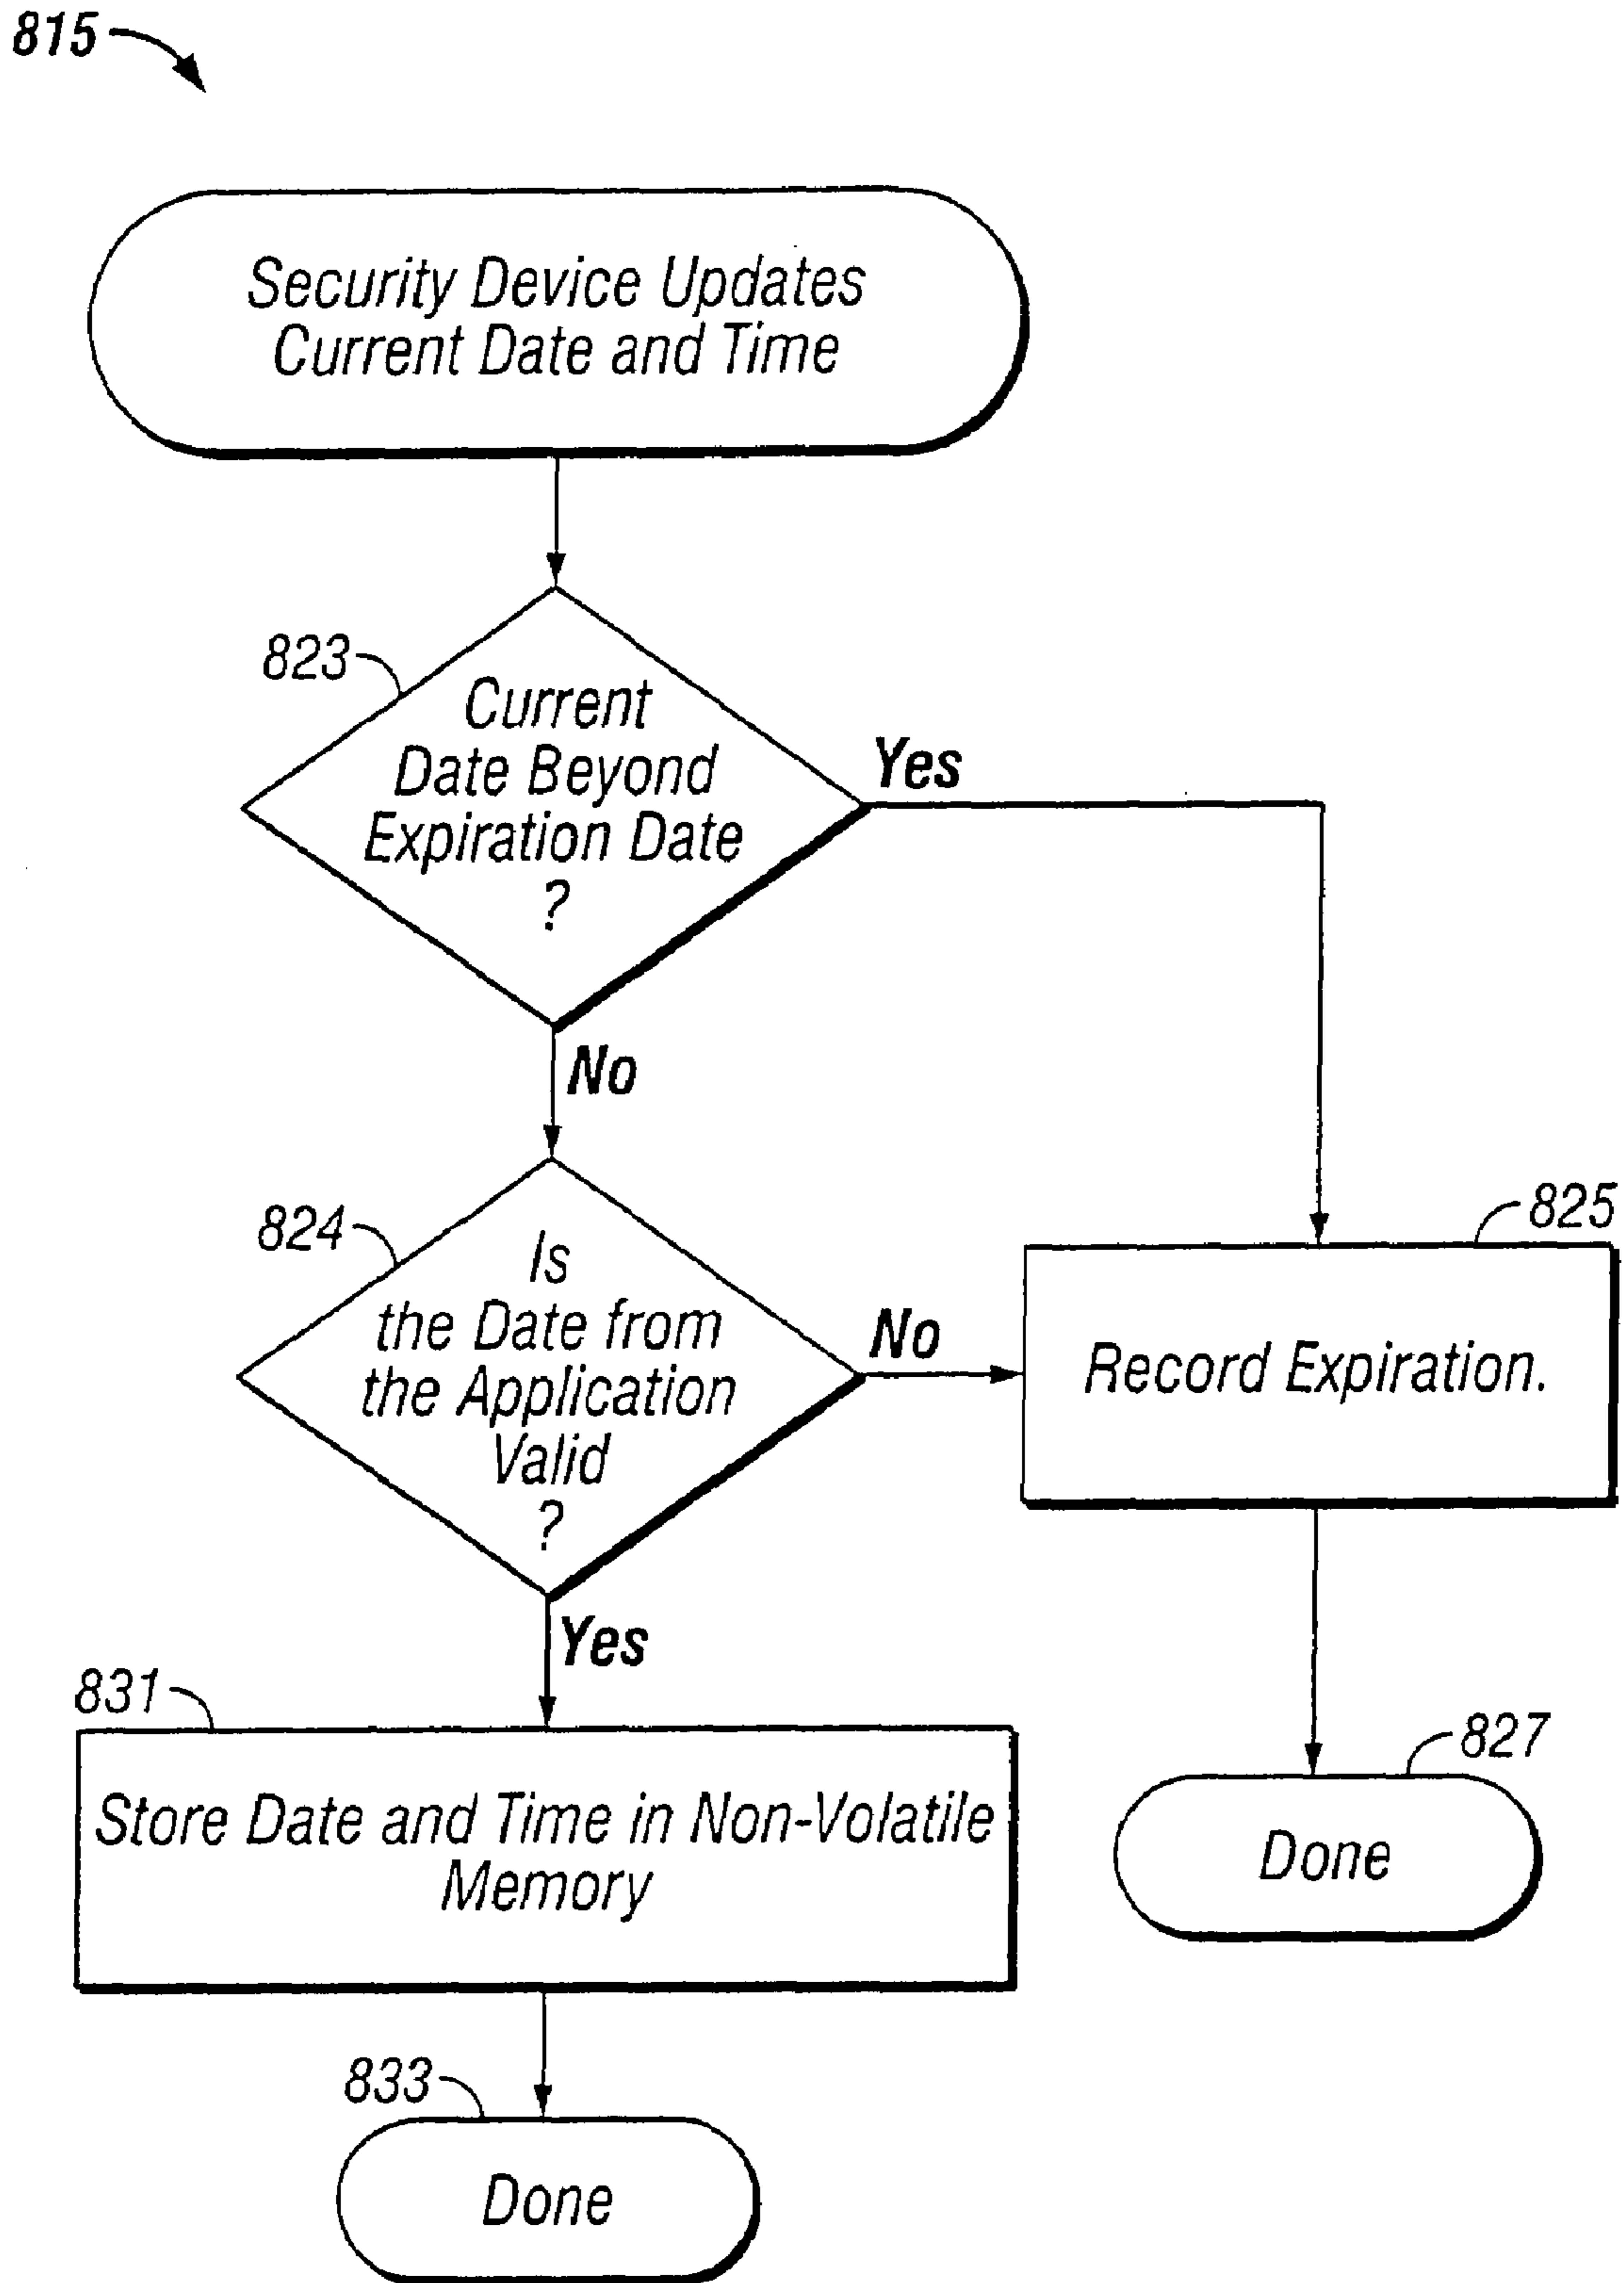 815
Security Device Updates
Current Date and Time
823
Current
Date Beyond
Expiration Date
?
Yes
No
824
Is
the Date from
the Application
Valid
?
No
825
Record Expiration.
Yes
831
Store Date and Time in Non-Volatile
Memory
827
Done
833
Done